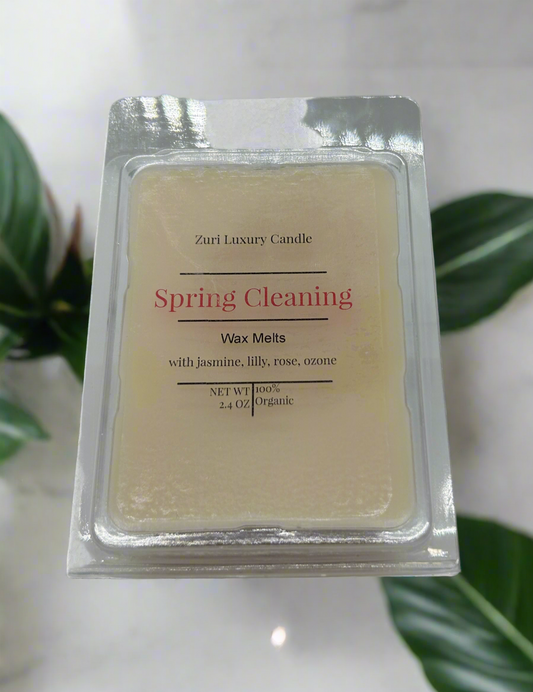 Zuri Luxury Candle
Spring Cleaning
Wax Melts
with jasmine, lilly, rose, ozone
NET WT 100%
2.4 OZ Organic